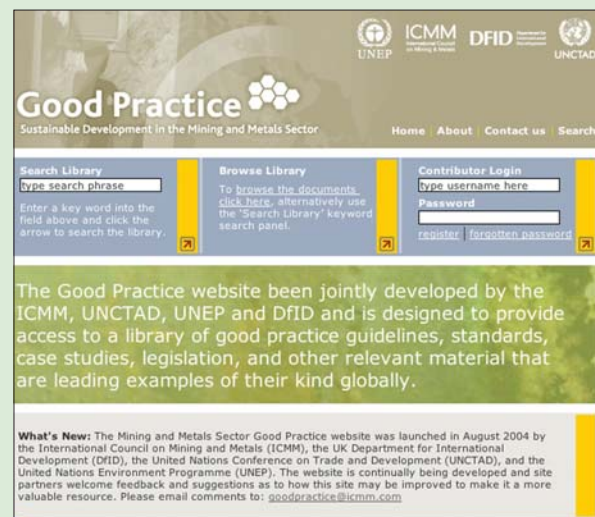 UNEP
ICMM
International Council
on Mining & Metals
DFID
Department for
International
Development
UNCTAD
Good Practice
Sustainable Development in the Mining and Metals Sector
Home | About | Contact us | Search
Search Library
type search phrase
Enter a key word into the
field above and click the
arrow to search the library.
Browse Library
To browse the documents
click here, alternatively use
the 'Search Library' keyword
search panel.
Contributor Login
type username here
Password
register | forgotten password
The Good Practice website been jointly developed by the
ICMM, UNCTAD, UNEP and DfID and is designed to provide
access to a library of good practice guidelines, standards,
case studies, legislation, and other relevant material that
are leading examples of their kind globally.
What's New: The Mining and Metals Sector Good Practice website was launched in August 2004 by
the International Council on Mining and Metals (ICMM), the UK Department for International
Development (DfID), the United Nations Conference on Trade and Development (UNCTAD), and the
United Nations Environment Programme (UNEP). The website is continually being developed and site
partners welcome feedback and suggestions as to how this site may be improved to make it a more
valuable resource. Please email comments to: goodpractice@icmm.com